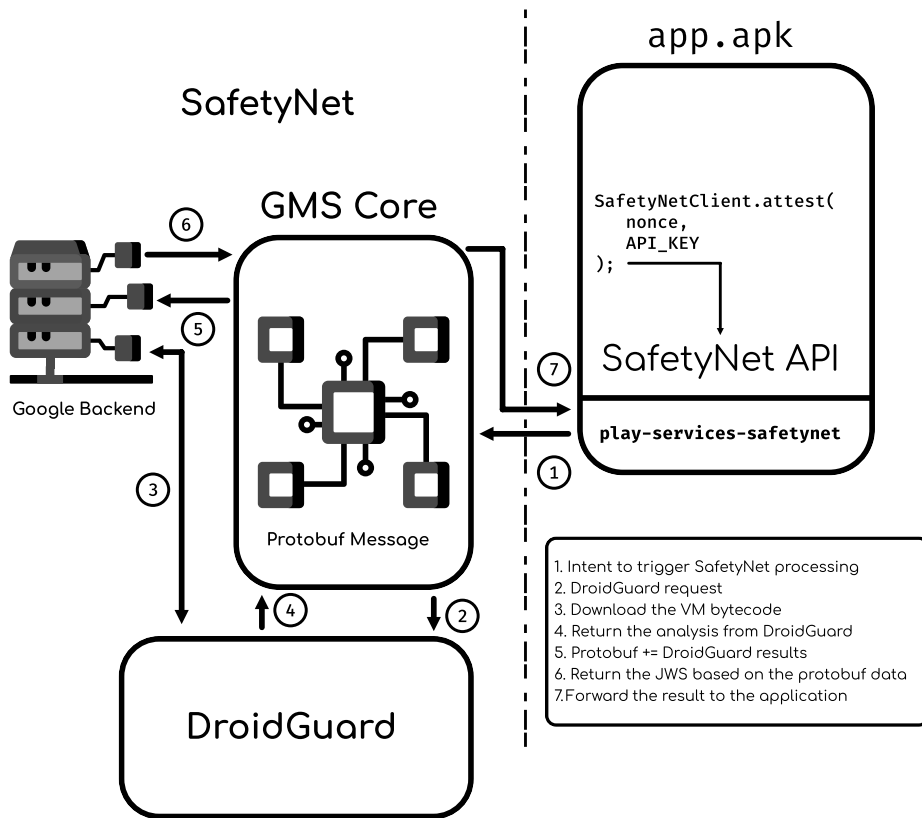 app.apk
SafetyNet
SafetyNetClient.attest(
nonce,
API_KEY
);
GMS Core
6
5
7
SafetyNet API
Google Backend
play-services-safetynet
1
3
Protobuf Message
4
2
DroidGuard
1. Intent to trigger SafetyNet processing
2. DroidGuard request
3. Download the VM bytecode
4. Return the analysis from DroidGuard
5. Protobuf += DroidGuard results
6. Return the JWS based on the protobuf data
7.Forward the result to the application